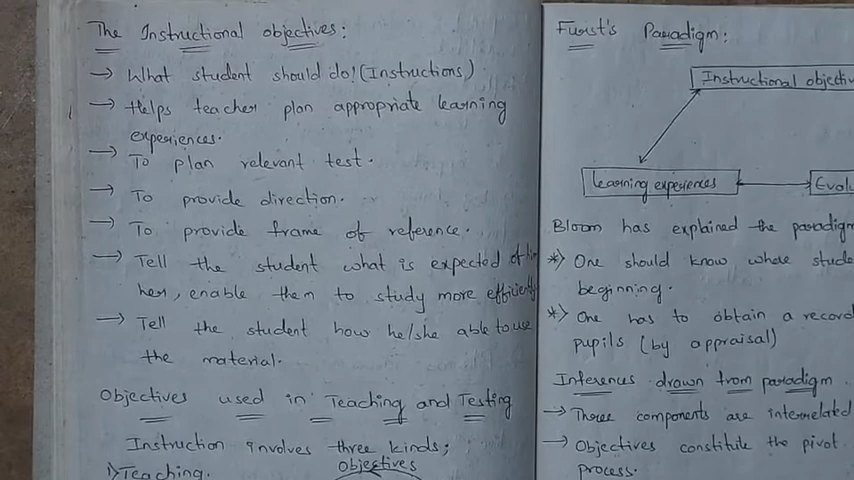 The Instructional objectives:
→ What student should do! (Instructions)
→ Helps teacher plan appropriate learning
experiences.
→ To plan relevant test.
→ To provide direction.
→ To provide frame of reference.
→ Tell the student what is expected of
her, enable them to study more efficiently
→ Tell the student how he/she able to use
the material.
Objectives used in Teaching and Testing
Instruction involves three kinds;
1) Teaching.
objectives
Furst's Paradigm:
Instructional objectiv
Learning experiences
Evalu
Bloom has explained the paradigm
*) One should know where stude
beginning.
*) One has to obtain a record
pupils (by appraisal)
Inferences drawn from paradigm.
→ Three components are interrelated
→ Objectives constitute the pivot
process.